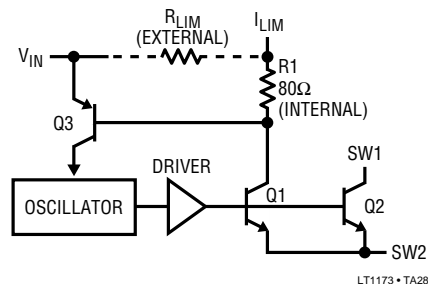 R_LIM
(EXTERNAL)
I_LIM
V_IN
R1
80Ω
(INTERNAL)
Q3
DRIVER
SW1
OSCILLATOR
Q1
Q2
SW2
LT1173 • TA28